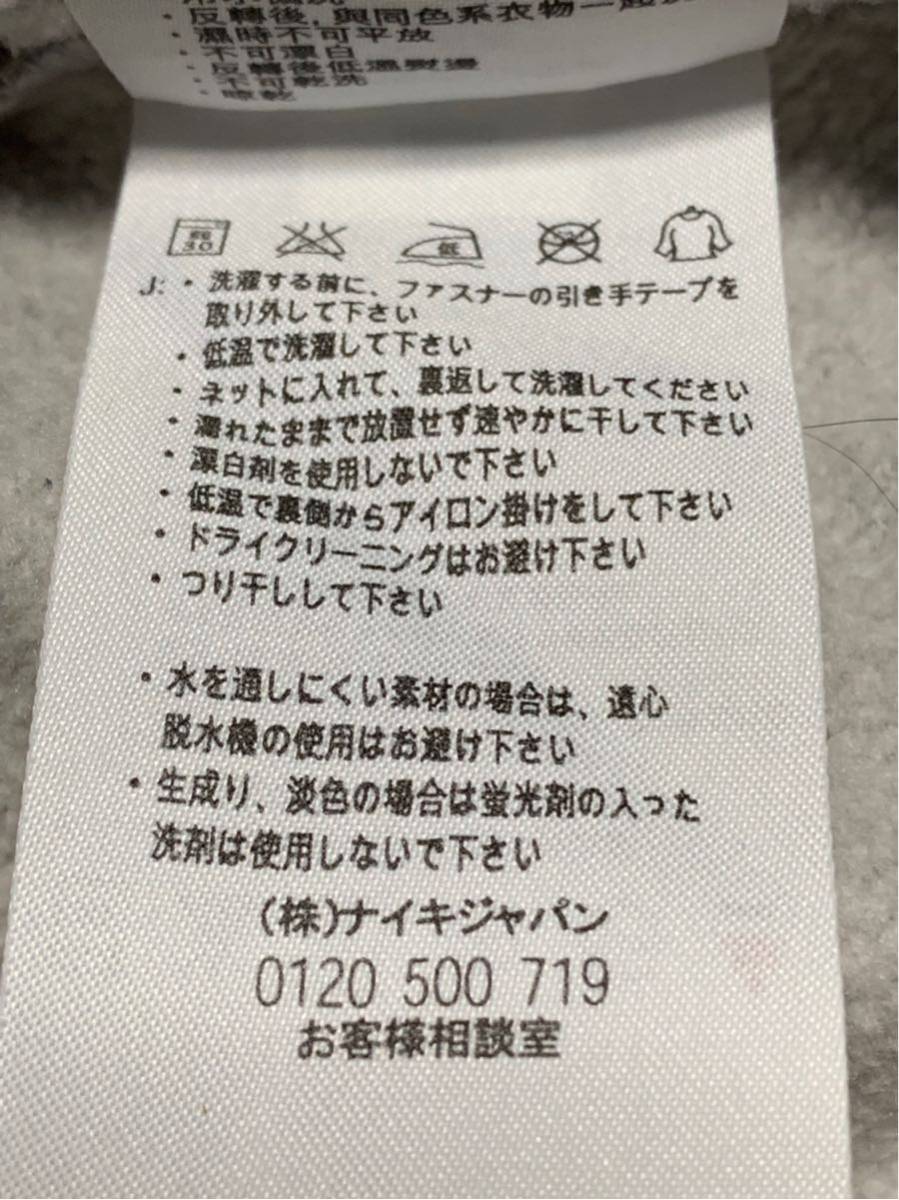 ・反轉後,與同色系衣物一起
・濕時不可平放
・不可漂白
・反轉後低溫熨燙
・不可乾洗
・晾乾
弱
30
低
J: ・洗濯する前に、ファスナーの引き手テープを
取り外して下さい
・低温で洗濯して下さい
・ネットに入れて、裏返して洗濯してください
・濡れたままで放置せず速やかに干して下さい
・漂白剤を使用しないで下さい
・低温で裏側からアイロン掛けをして下さい
・ドライクリーニングはお避け下さい
・つり干しして下さい
・水を通しにくい素材の場合は、遠心
脱水機の使用はお避け下さい
・生成り、淡色の場合は蛍光剤の入った
洗剤は使用しないで下さい
(株)ナイキジャパン
0120 500 719
お客様相談室